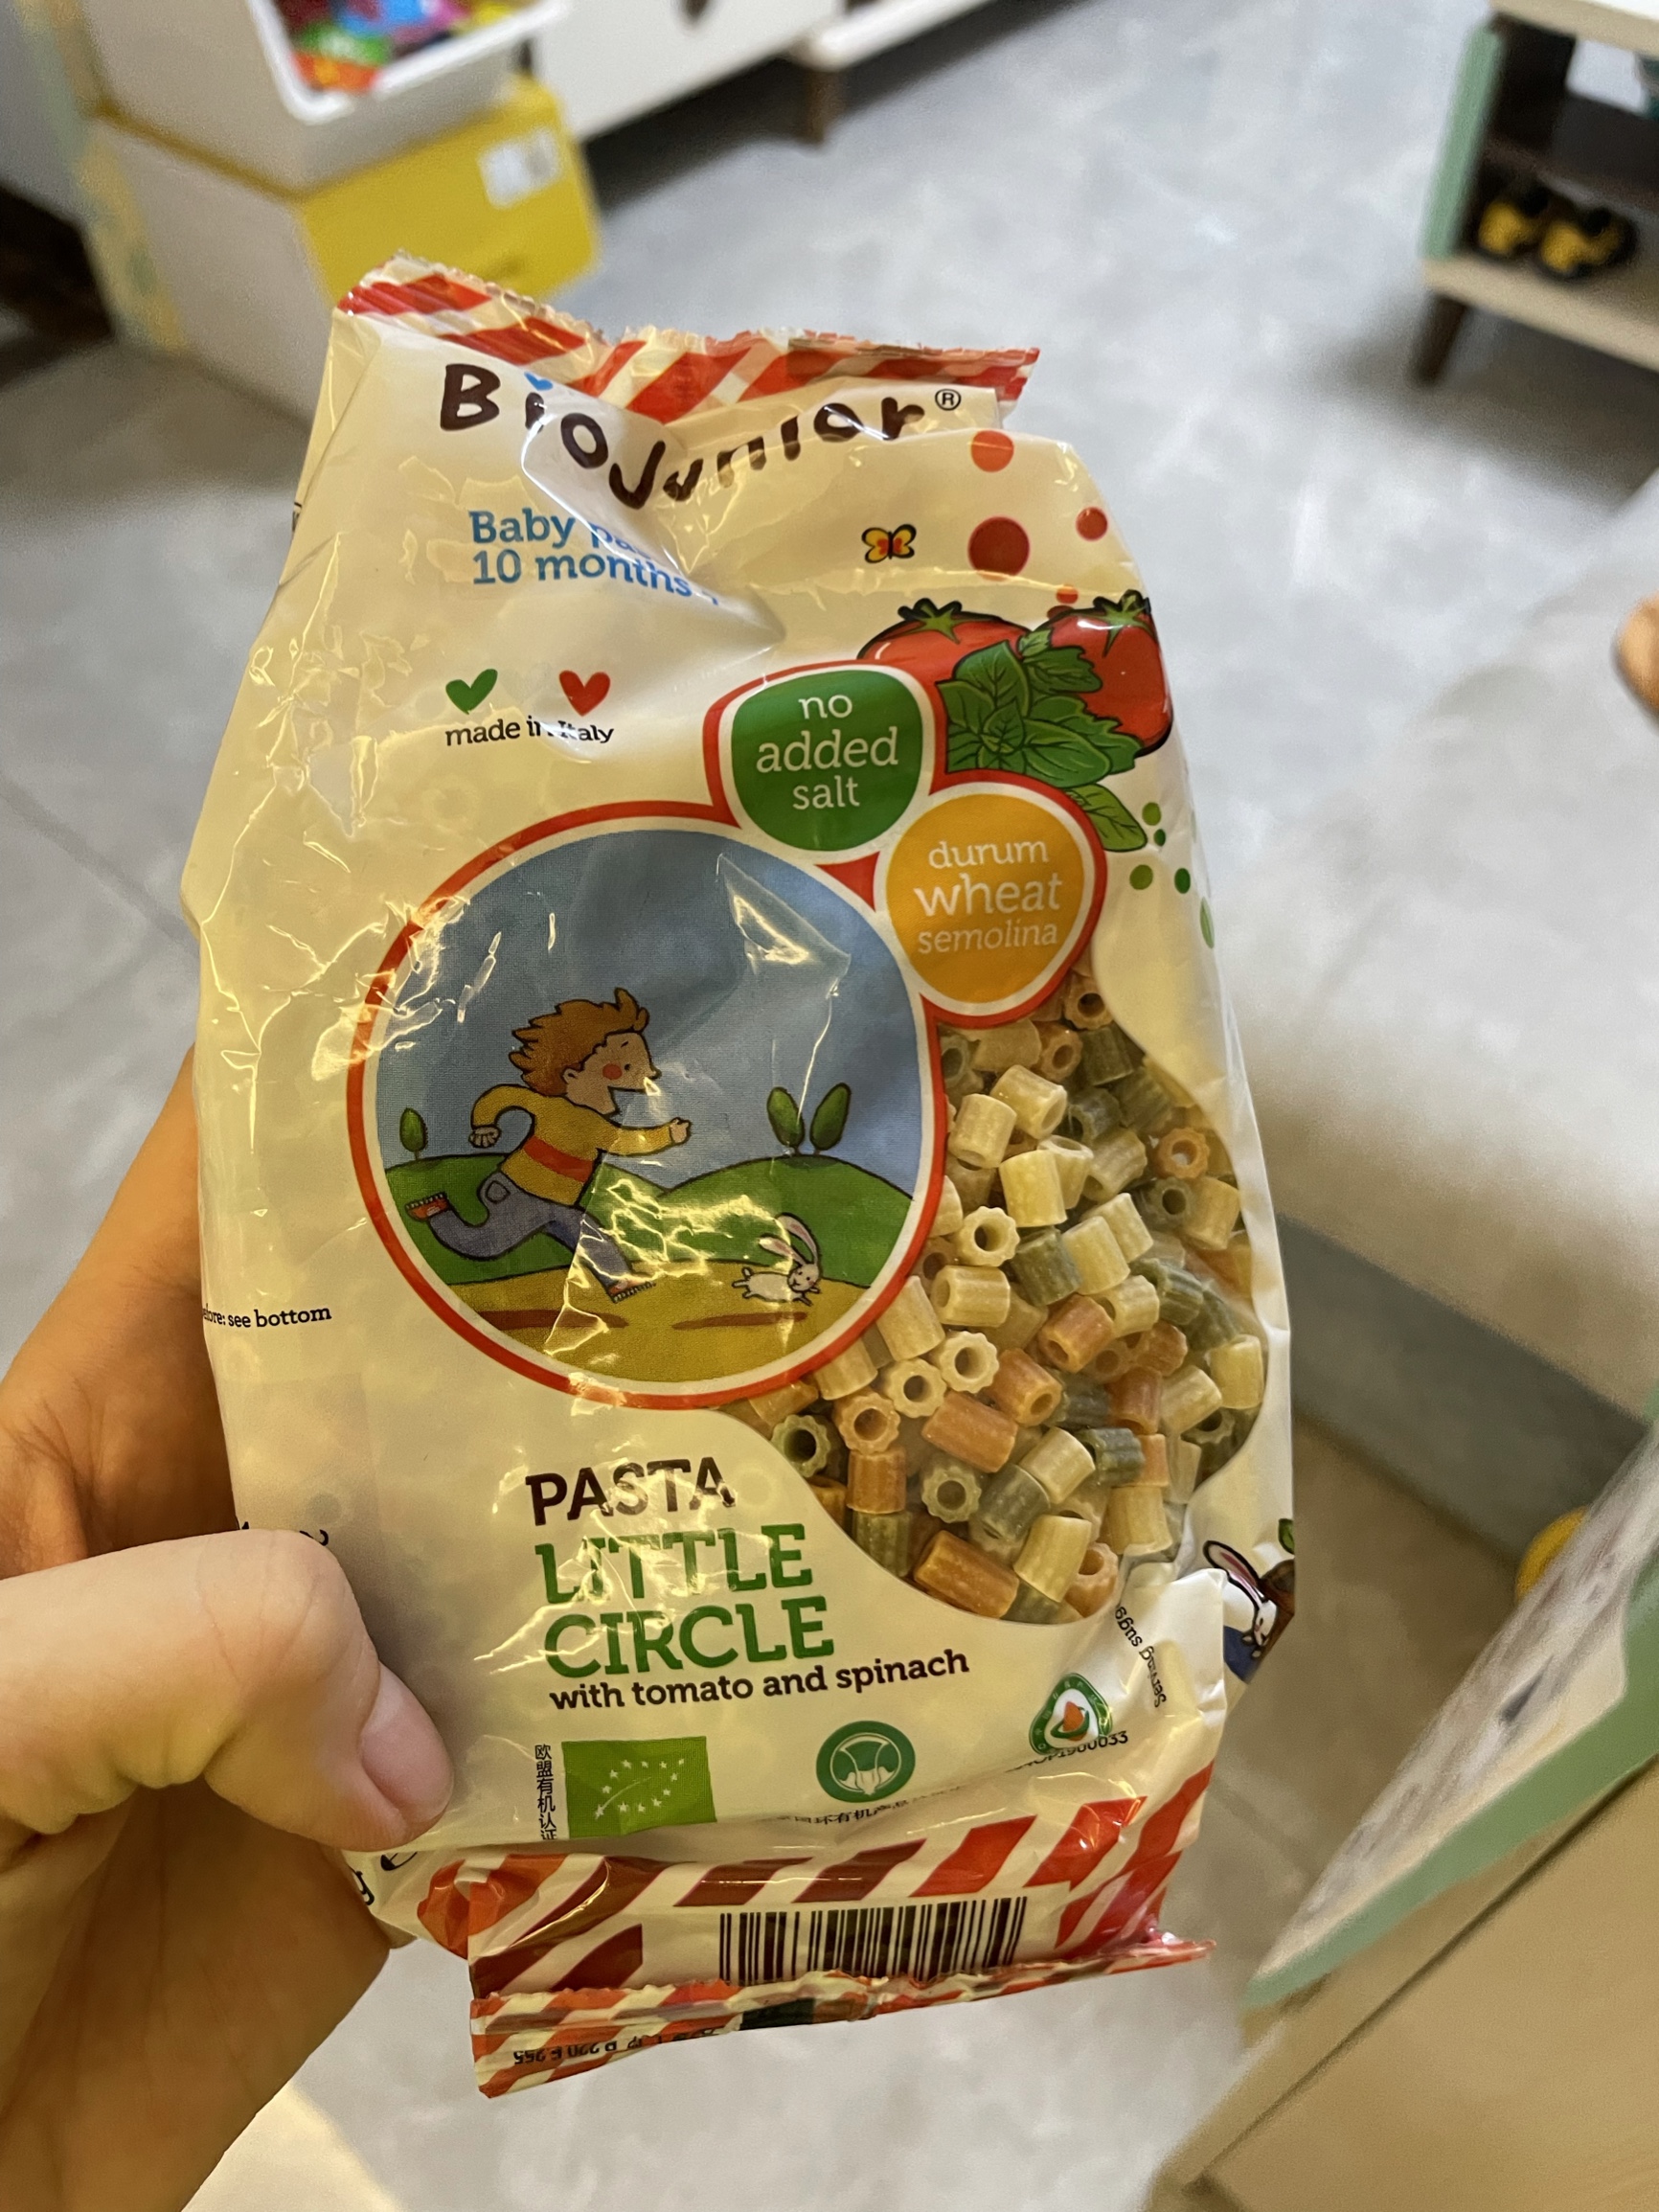 BioJunior®
Baby
10 months +
made in Italy
no
added
salt
durum
wheat
semolina
see bottom
PASTA
LITTLE
CIRCLE
with tomato and spinach
欧盟有机认证
Serving